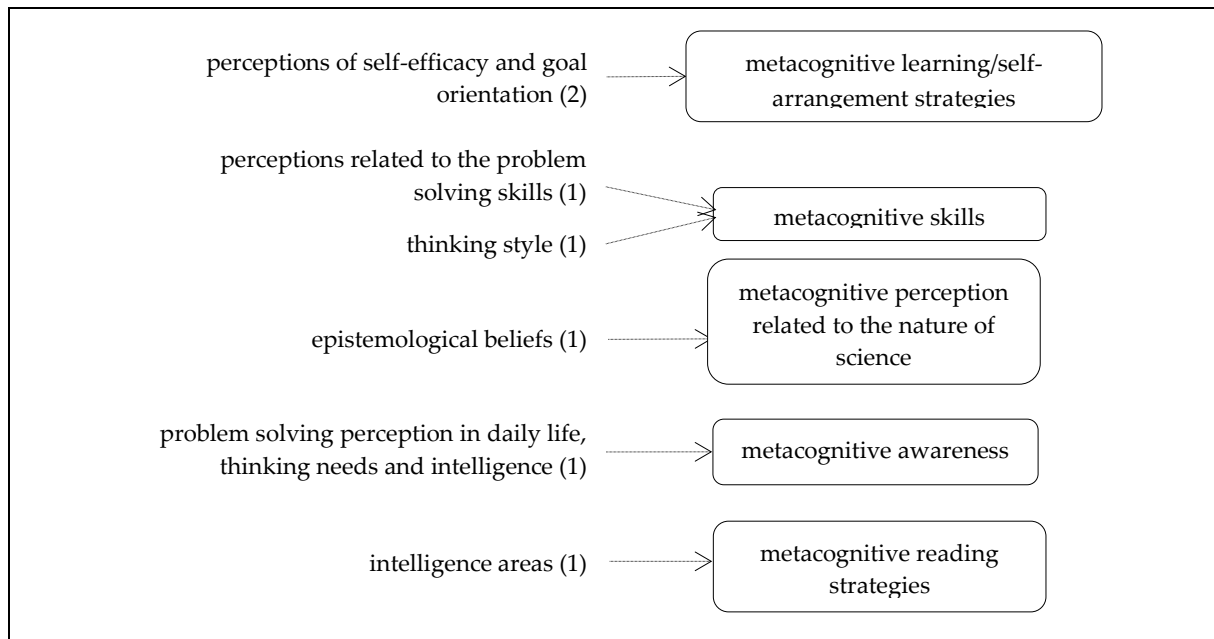 perceptions of self-efficacy and goal
orientation (2)
metacognitive learning/self-
arrangement strategies
perceptions related to the problem
solving skills (1)
metacognitive skills
thinking style (1)
metacognitive perception
related to the nature of
science
epistemological beliefs (1)
problem solving perception in daily life,
thinking needs and intelligence (1)
metacognitive awareness
intelligence areas (1)
metacognitive reading
strategies